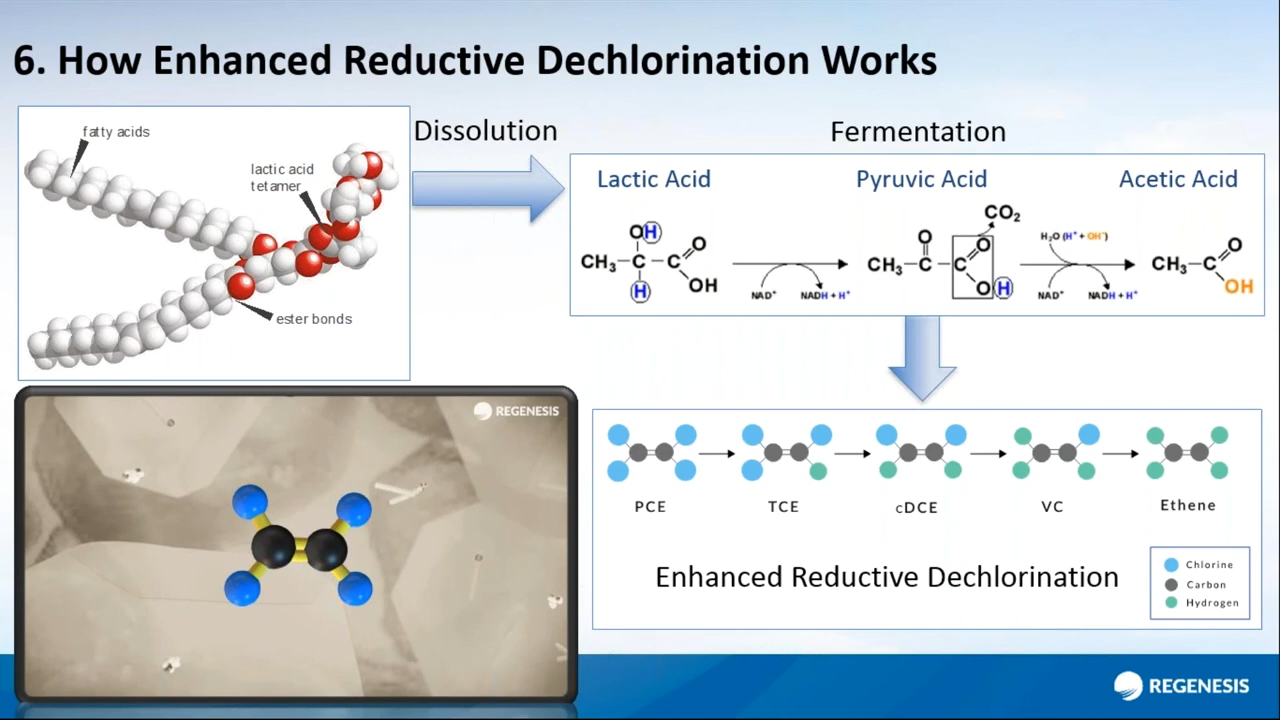 6. How Enhanced Reductive Dechlorination Works
fatty acids
lactic acid
tetamer
ester bonds
Dissolution
Fermentation
Lactic Acid
Pyruvic Acid
Acetic Acid
OH
CH₃-C-C
O
OH
H
NAD⁺
NADH + H⁺
CO₂
O
CH₃-C-C
O
OH
H₂O (H⁺ + OH⁻)
NAD⁺
NADH + H⁺
CH₃-C
O
OH
REGENESIS
PCE
TCE
cDCE
VC
Ethene
Enhanced Reductive Dechlorination
Chlorine
Carbon
Hydrogen
REGENESIS